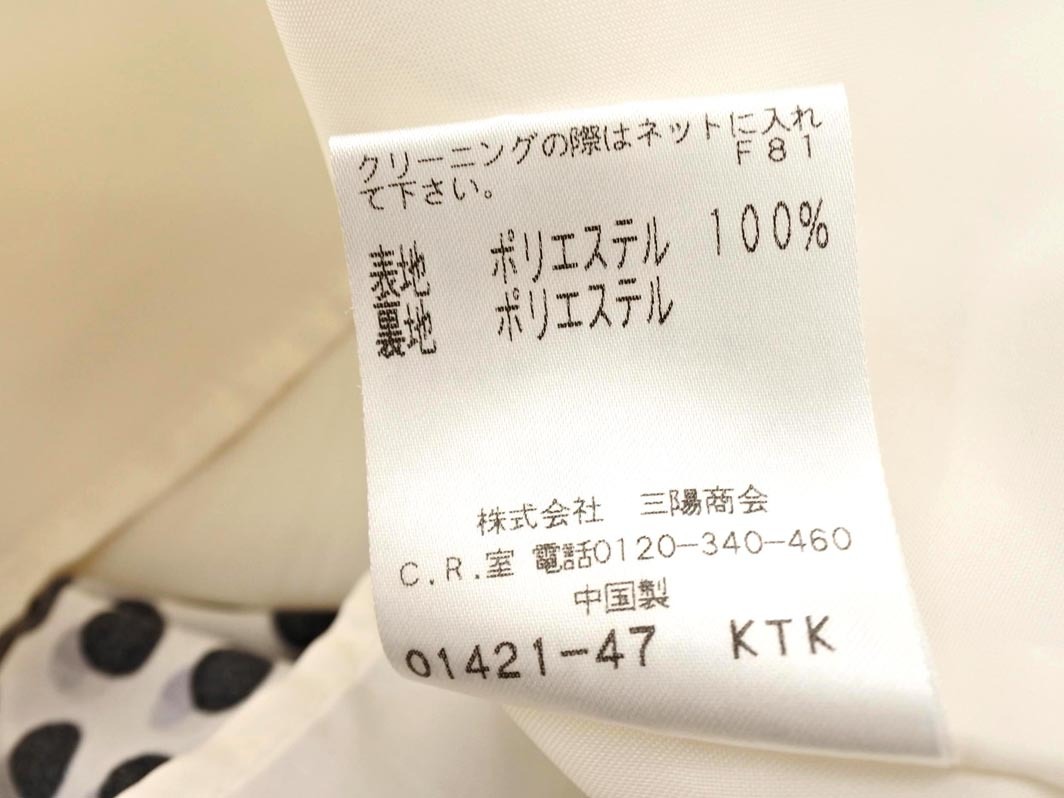 クリーニングの際はネットに入れ
て下さい。 F81
表地 ポリエステル 100%
裏地 ポリエステル
株式会社 三陽商会
C.R.室 電話0120-340-460
中国製
01421-47 KTK